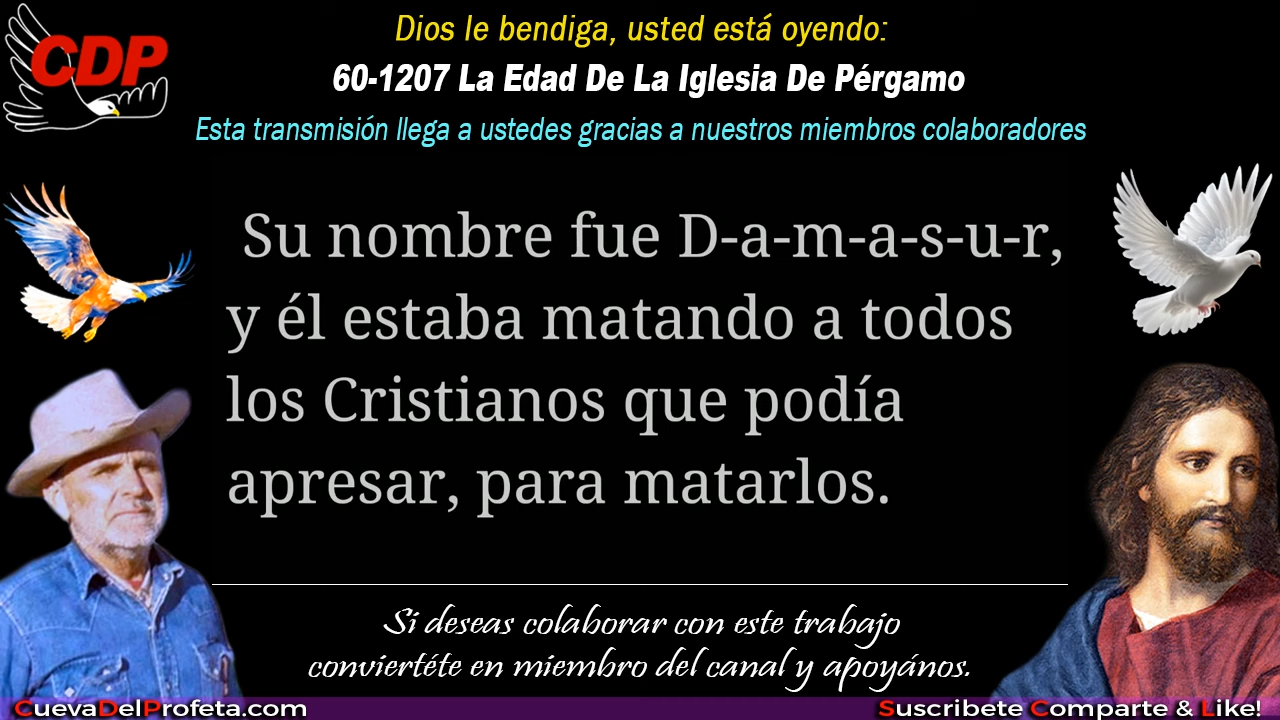 CDP
Dios le bendiga, usted está oyendo:
60-1207 La Edad De La Iglesia De Pérgamo
Esta transmisión llega a ustedes gracias a nuestros miembros colaboradores
Su nombre fue D-a-m-a-s-u-r,
y él estaba matando a todos
los Cristianos que podía
apresar, para matarlos.
Si deseas colaborar con este trabajo
conviertéte en miembro del canal y apoyános.
CuevaDelProfeta.com
Suscribete Comparte & Like!